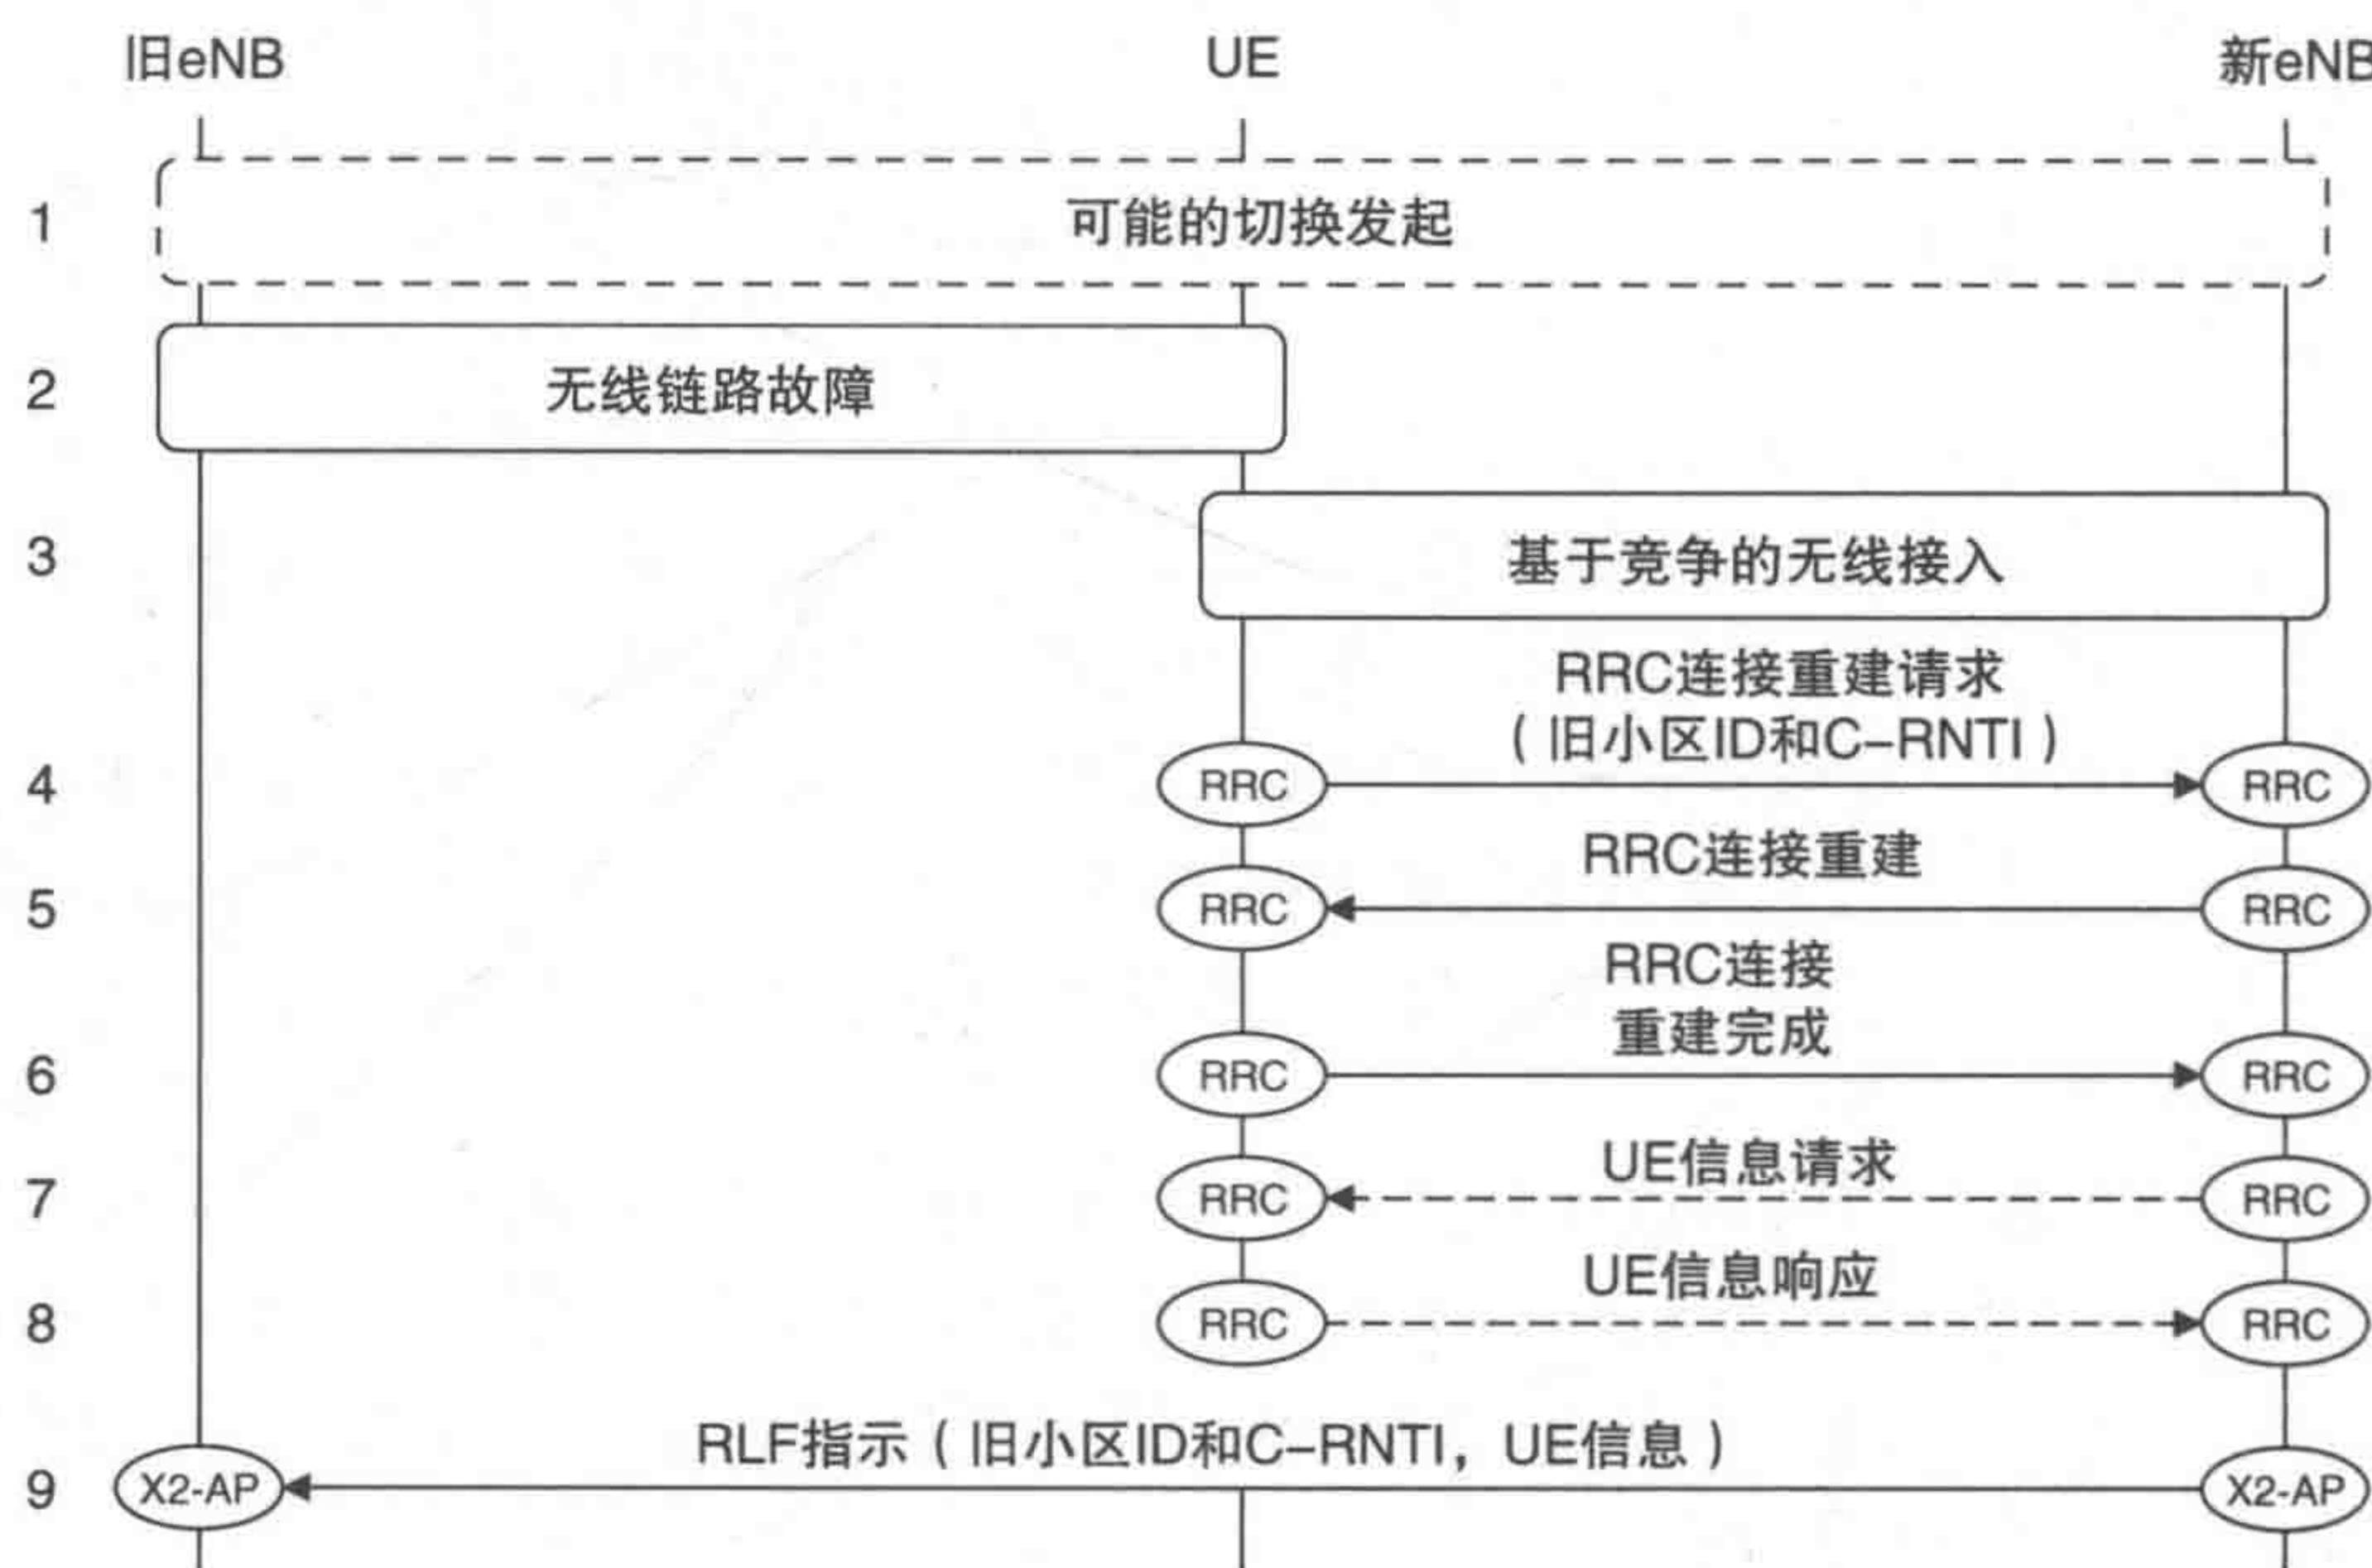 旧eNB
UE
新eNB
1
可能的切换发起
2
无线链路故障
3
基于竞争的无线接入
RRC连接重建请求
（旧小区ID和C-RNTI）
4
RRC
RRC
RRC连接重建
5
RRC
RRC
RRC连接
重建完成
6
RRC
RRC
UE信息请求
7
RRC
RRC
UE信息响应
8
RRC
RRC
RLF指示（旧小区ID和C-RNTI，UE信息）
9
X2-AP
X2-AP